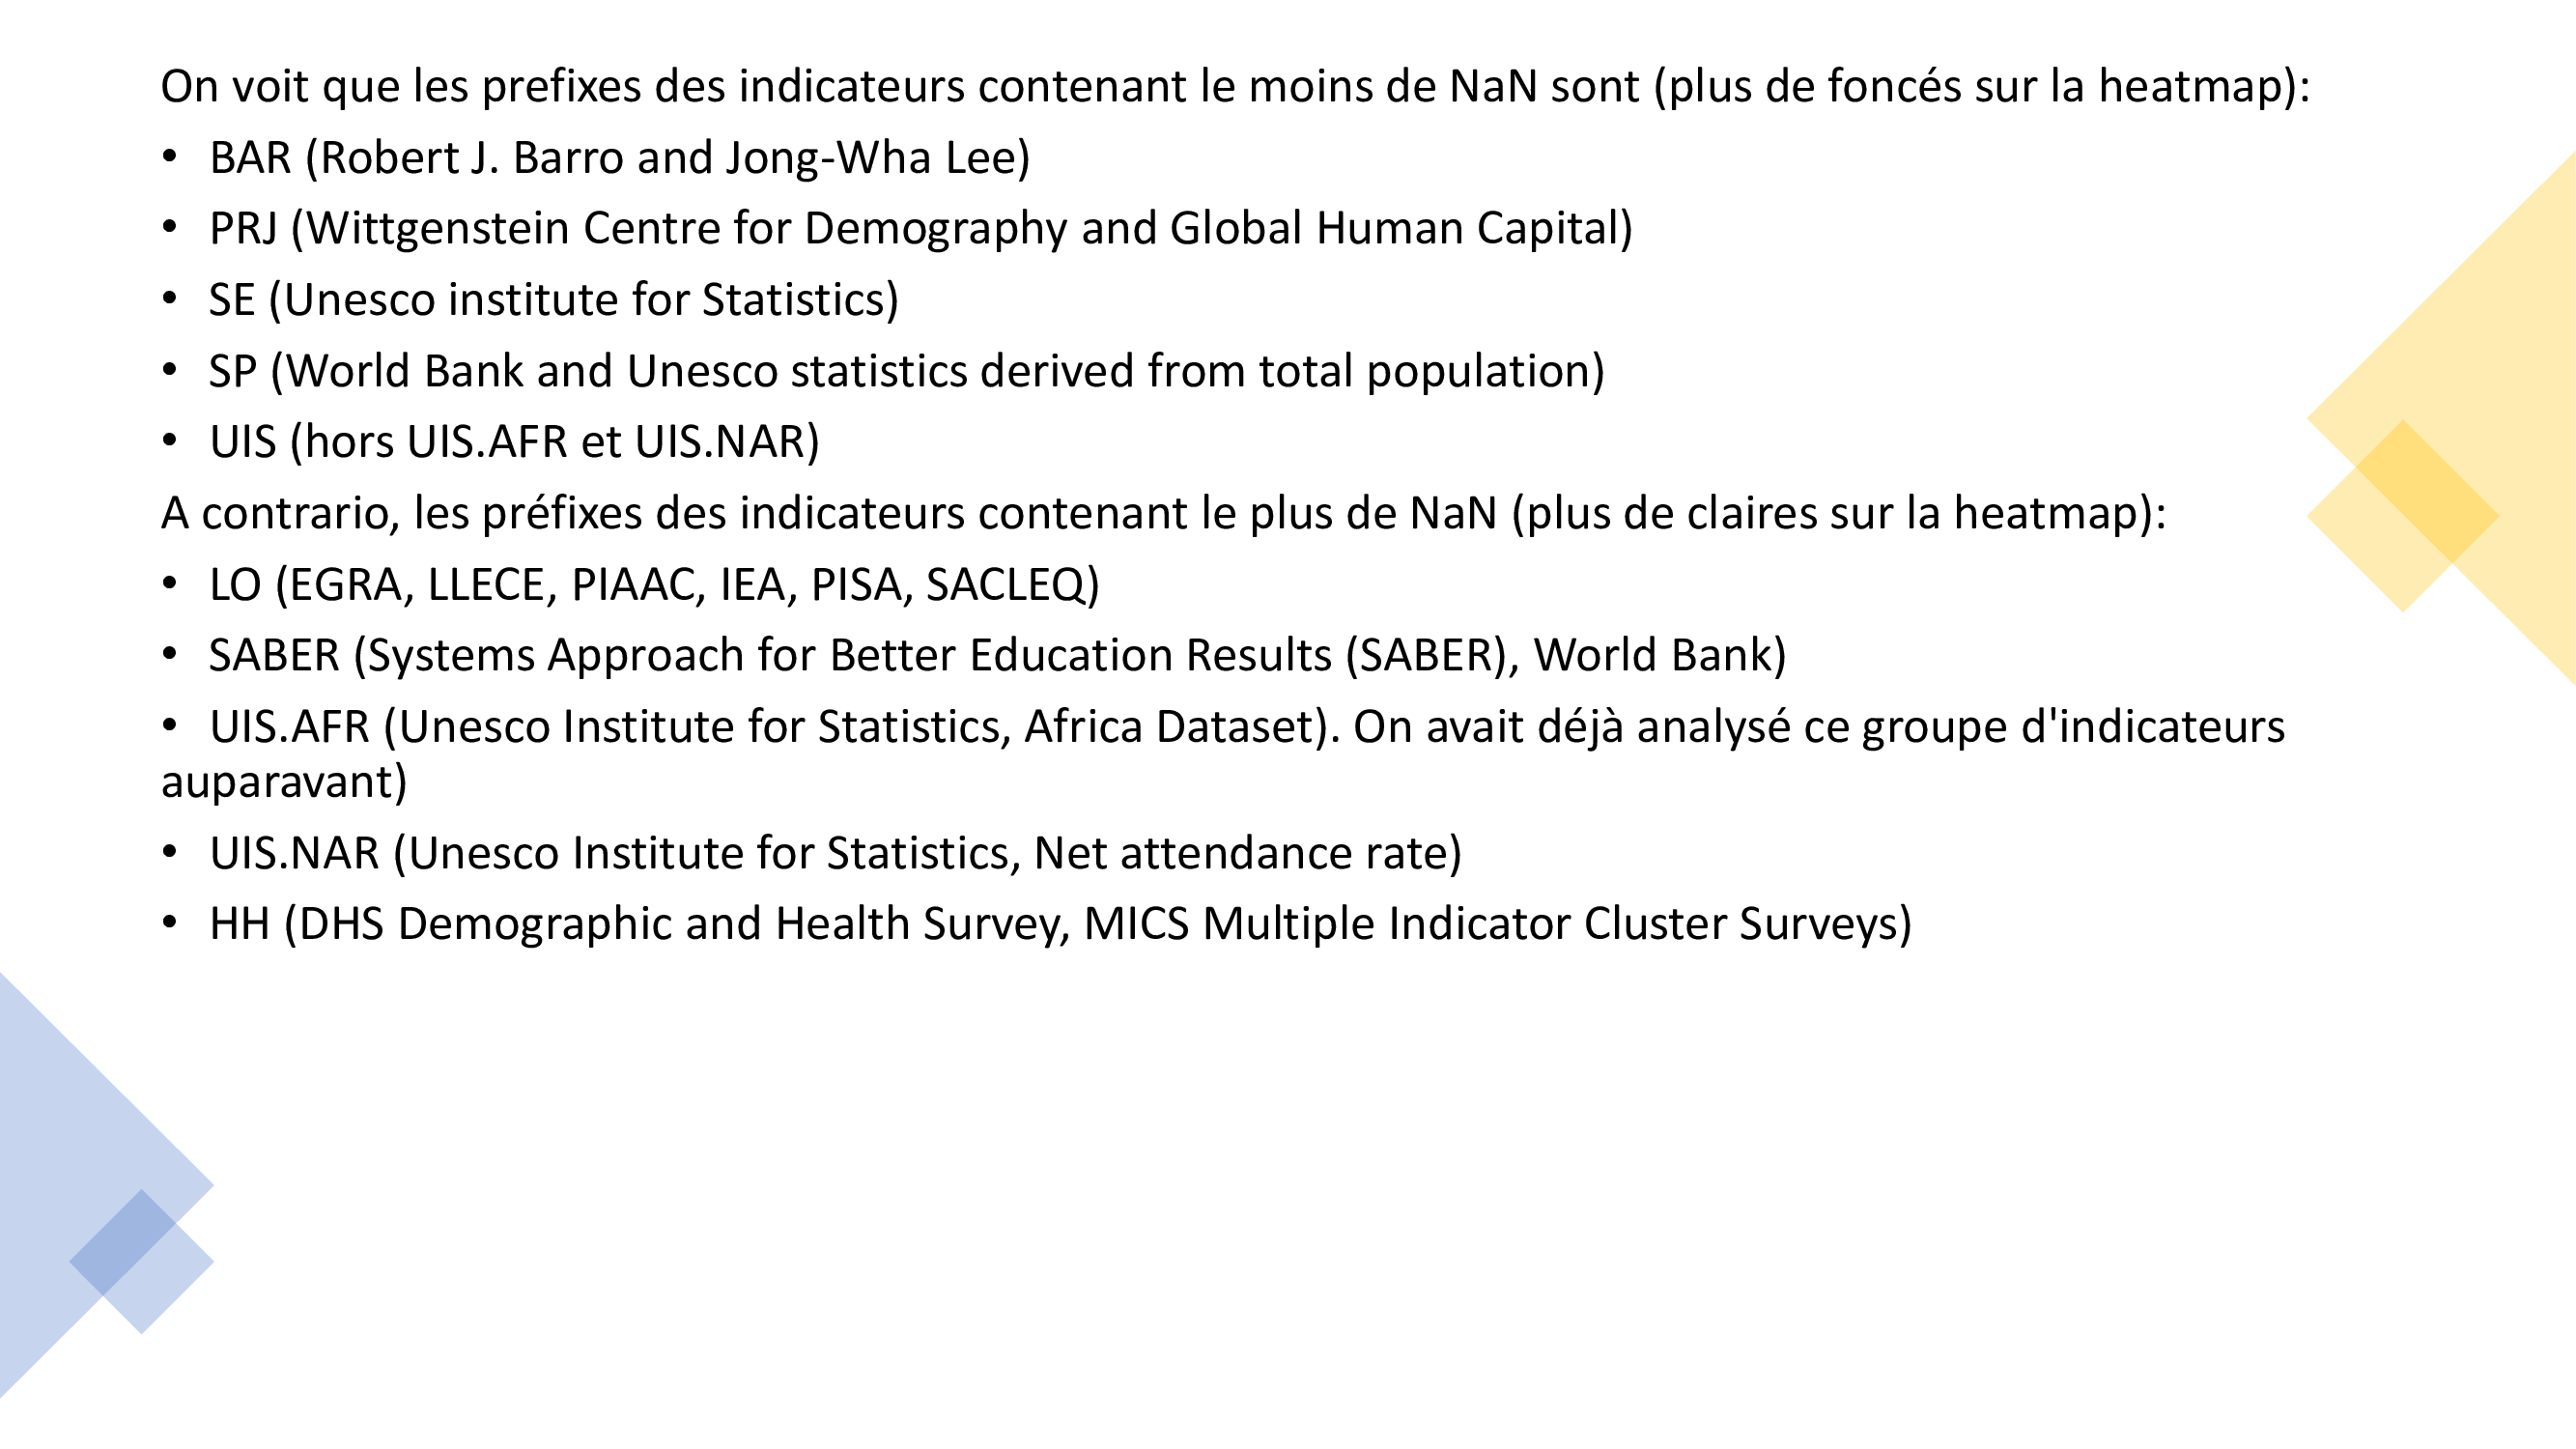 On voit que les prefixes des indicateurs contenant le moins de NaN sont (plus de foncés sur la heatmap):
• BAR (Robert J. Barro and Jong-Wha Lee)
• PRJ (Wittgenstein Centre for Demography and Global Human Capital)
• SE (Unesco institute for Statistics)
• SP (World Bank and Unesco statistics derived from total population)
• UIS (hors UIS.AFR et UIS.NAR)
A contrario, les préfixes des indicateurs contenant le plus de NaN (plus de claires sur la heatmap):
• LO (EGRA, LLECE, PIAAC, IEA, PISA, SACLEQ)
• SABER (Systems Approach for Better Education Results (SABER), World Bank)
• UIS.AFR (Unesco Institute for Statistics, Africa Dataset). On avait déjà analysé ce groupe d'indicateurs
auparavant)
• UIS.NAR (Unesco Institute for Statistics, Net attendance rate)
• HH (DHS Demographic and Health Survey, MICS Multiple Indicator Cluster Surveys)